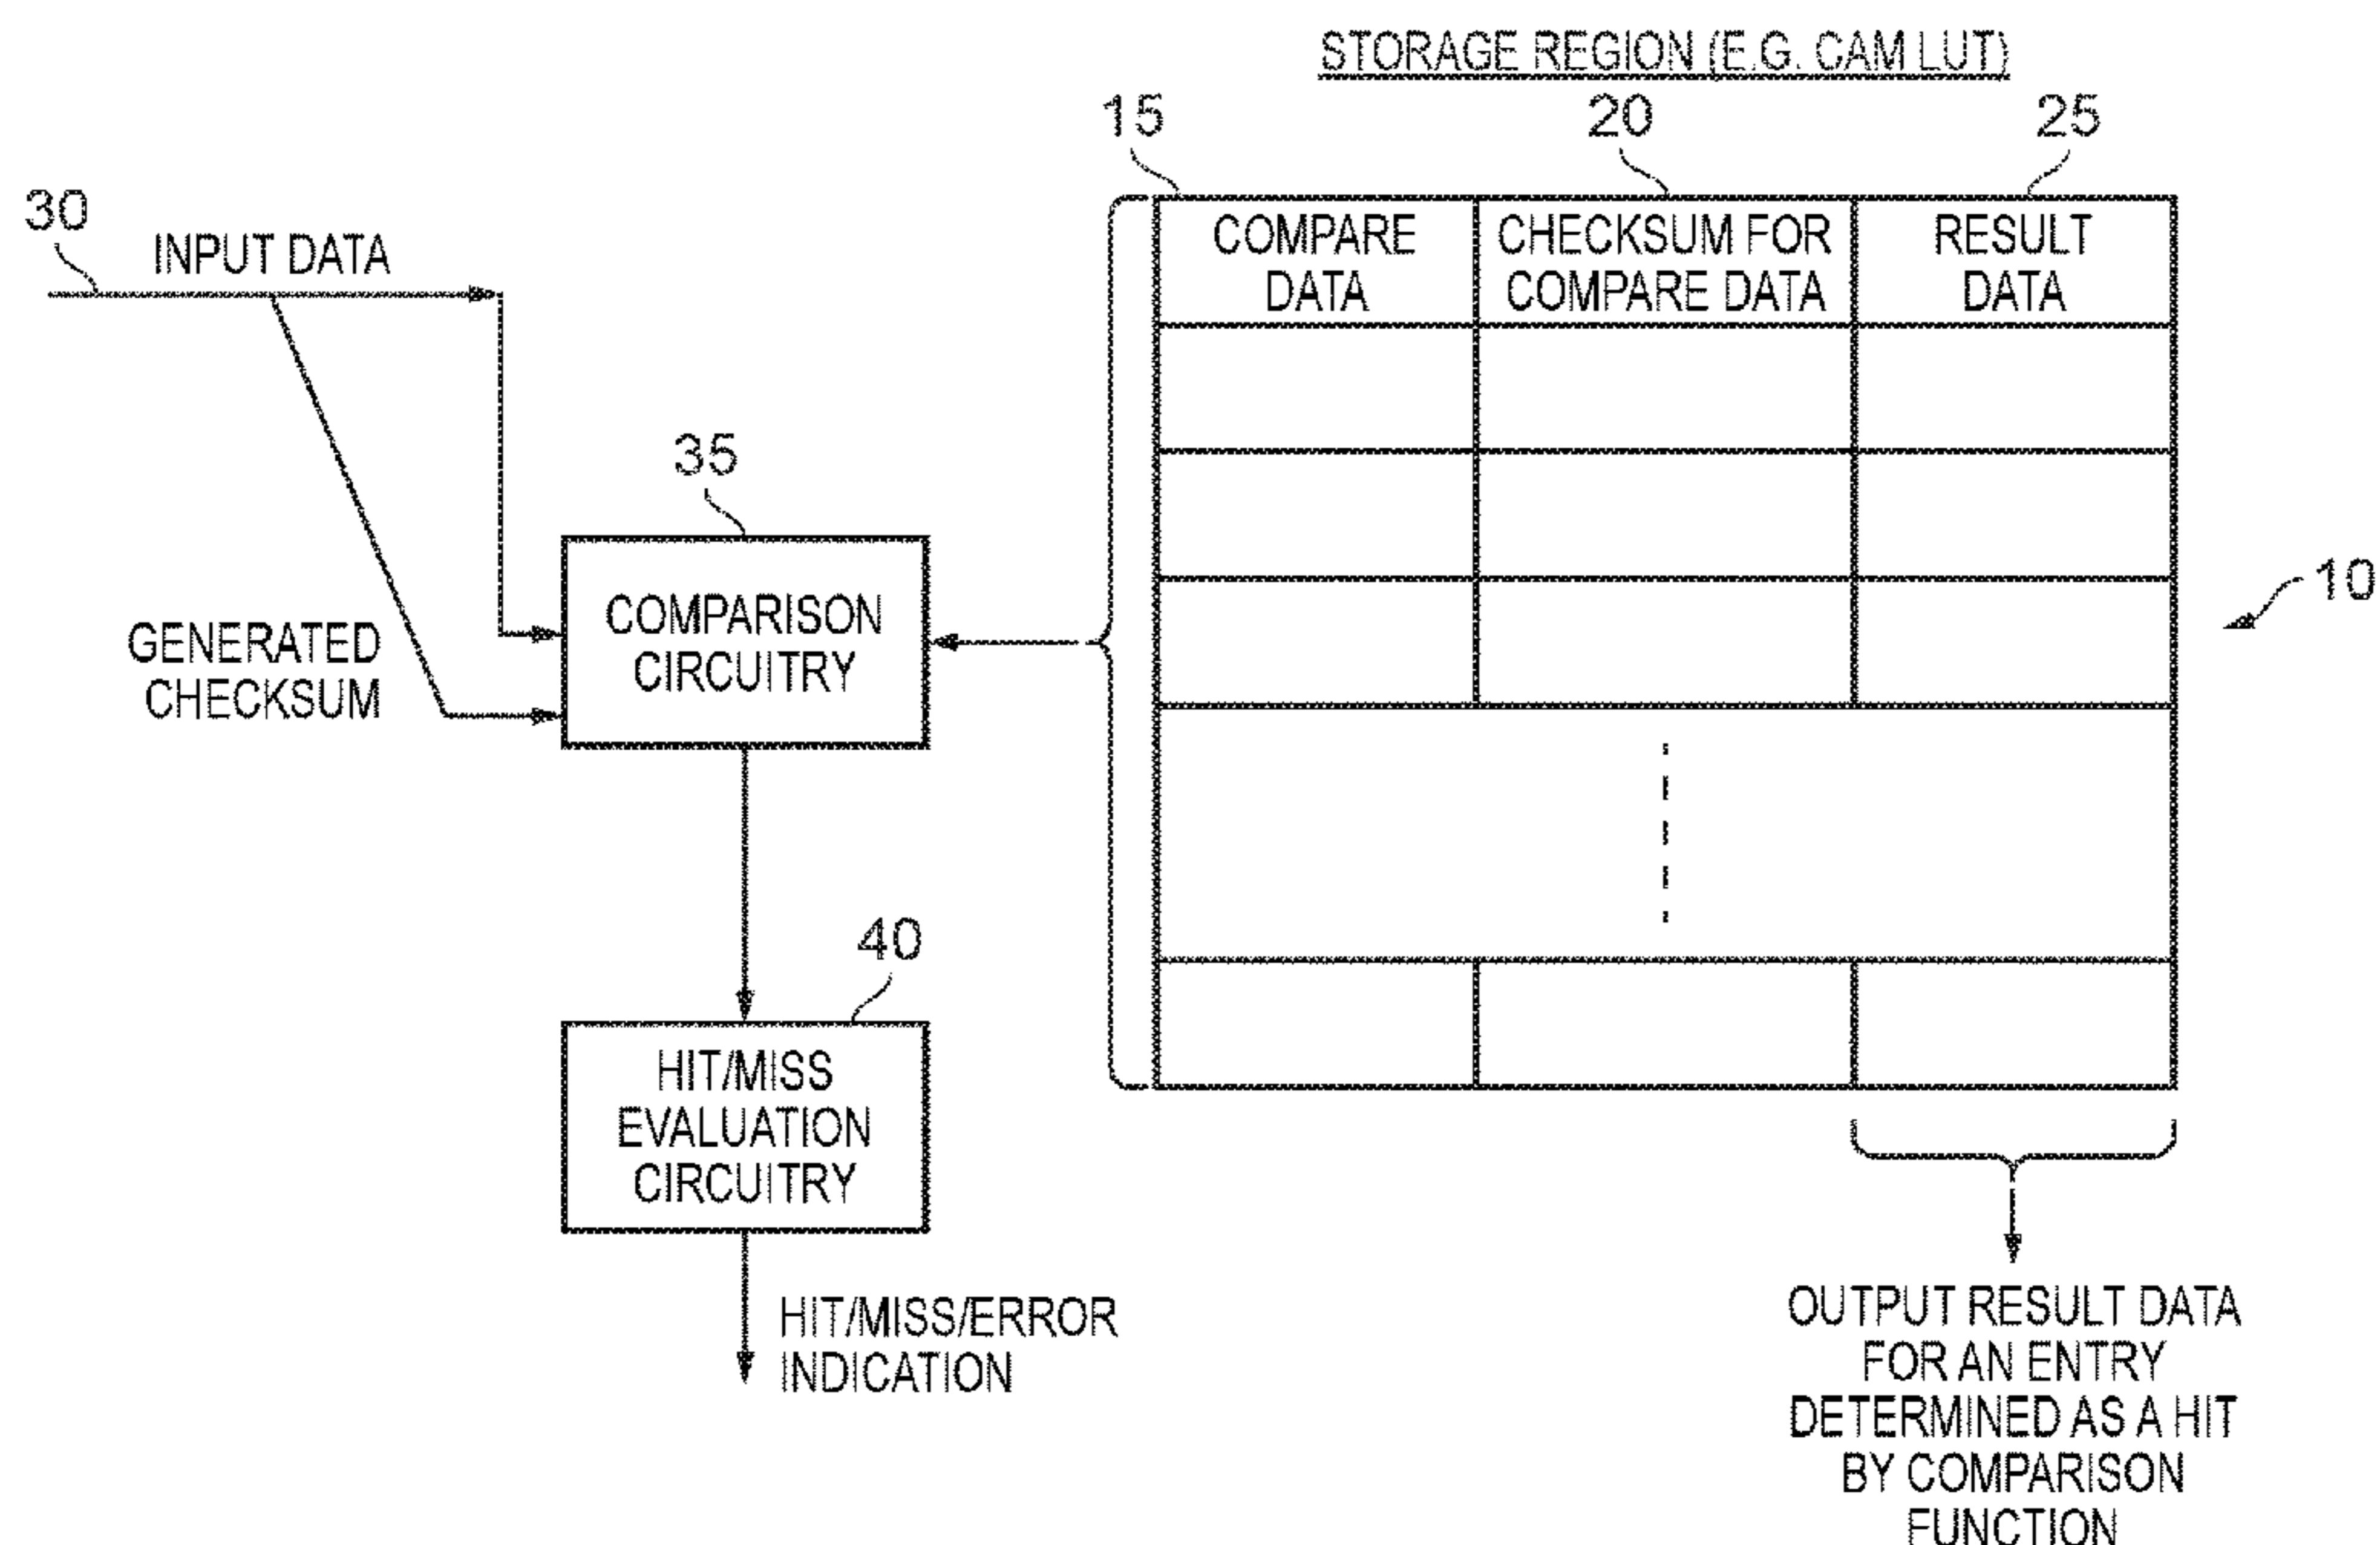 STORAGE REGION (E.G. CAM LUT)
15
20
25
30
INPUT DATA
COMPARE
DATA
CHECKSUM FOR
COMPARE DATA
RESULT
DATA
35
COMPARISON
CIRCUITRY
GENERATED
CHECKSUM
10
40
HIT/MISS
EVALUATION
CIRCUITRY
HIT/MISS/ERROR
INDICATION
OUTPUT RESULT DATA
FOR AN ENTRY
DETERMINED AS A HIT
BY COMPARISON
FUNCTION